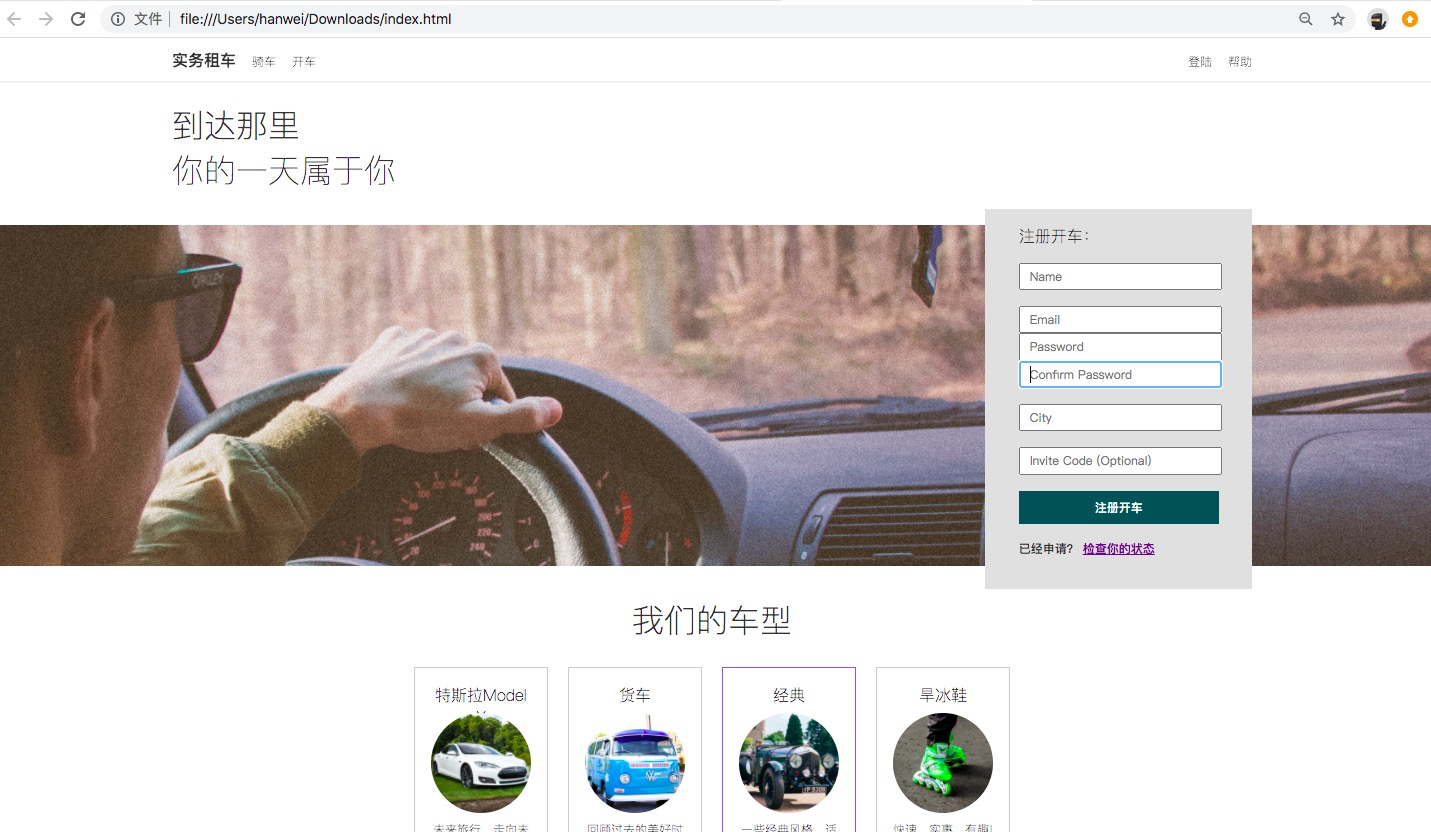 文件 file:///Users/hanwei/Downloads/index.html
实务租车 骑车 开车 登陆 帮助
到达那里
你的一天属于你
OAKLEY
注册开车:
Name
Email
Password
Confirm Password
City
Invite Code (Optional)
注册开车
已经申请? 检查你的状态
我们的车型
特斯拉Model 货车 经典 旱冰鞋
未来旅行,走向未 回顾过去的美好时 一些经典风格,适 快速,实惠,有趣!